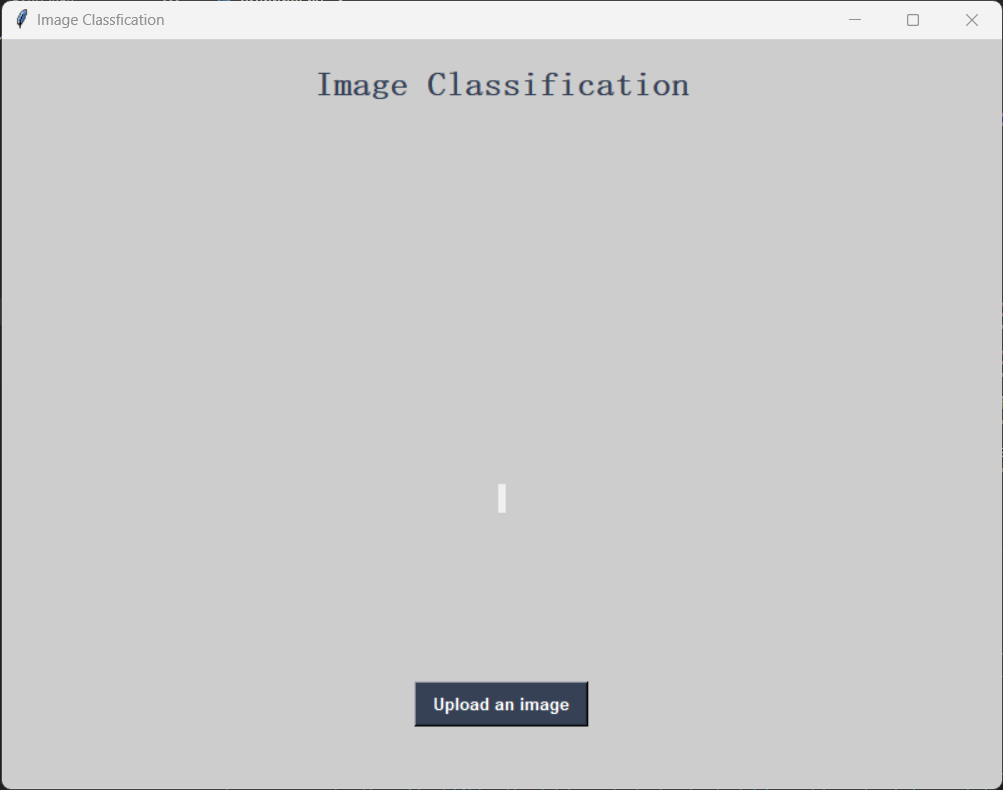 Image Classfication
Image Classification
Upload an image